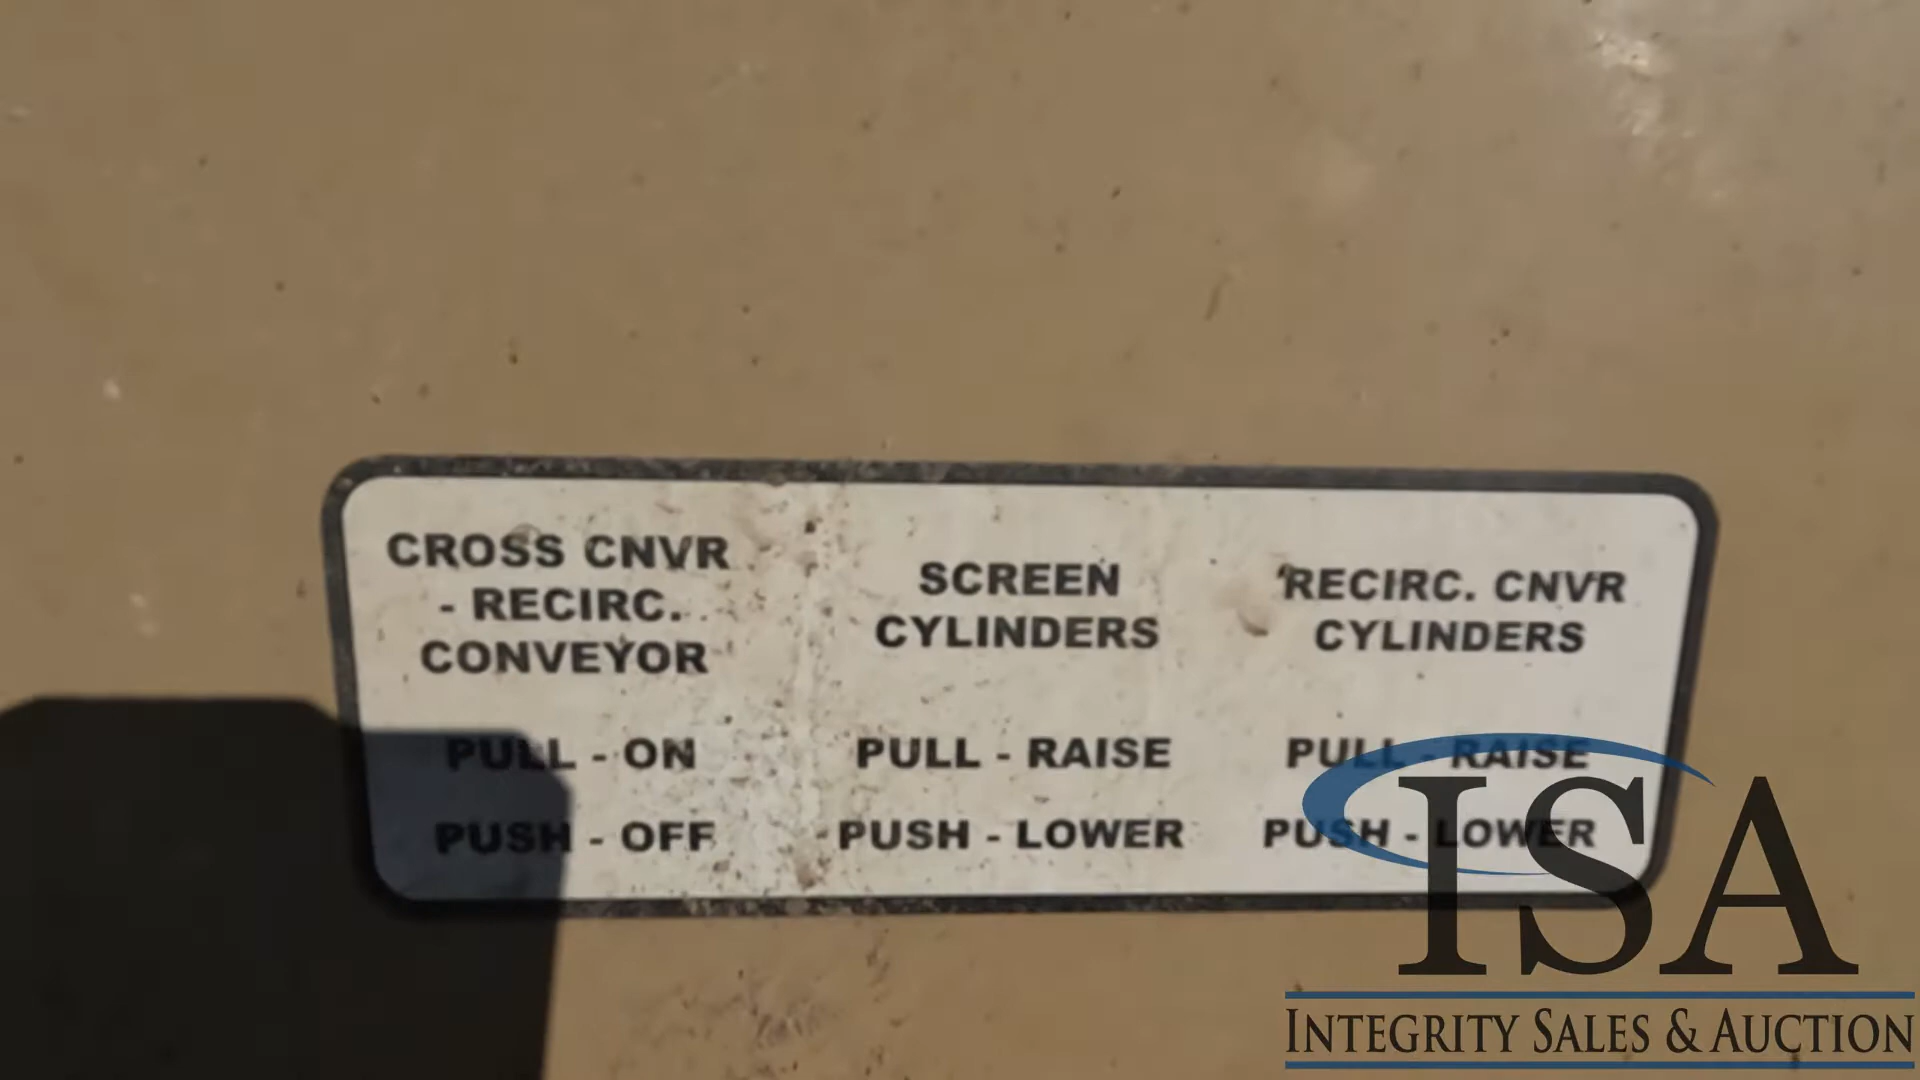 CROSS CNVR
- RECIRC.
CONVEYOR
PULL - ON
PUSH - OFF
SCREEN
CYLINDERS
PULL - RAISE
PUSH - LOWER
RECIRC. CNVR
CYLINDERS
PULL - RAISE
PUSH - LOWER
ISA
INTEGRITY SALES & AUCTION